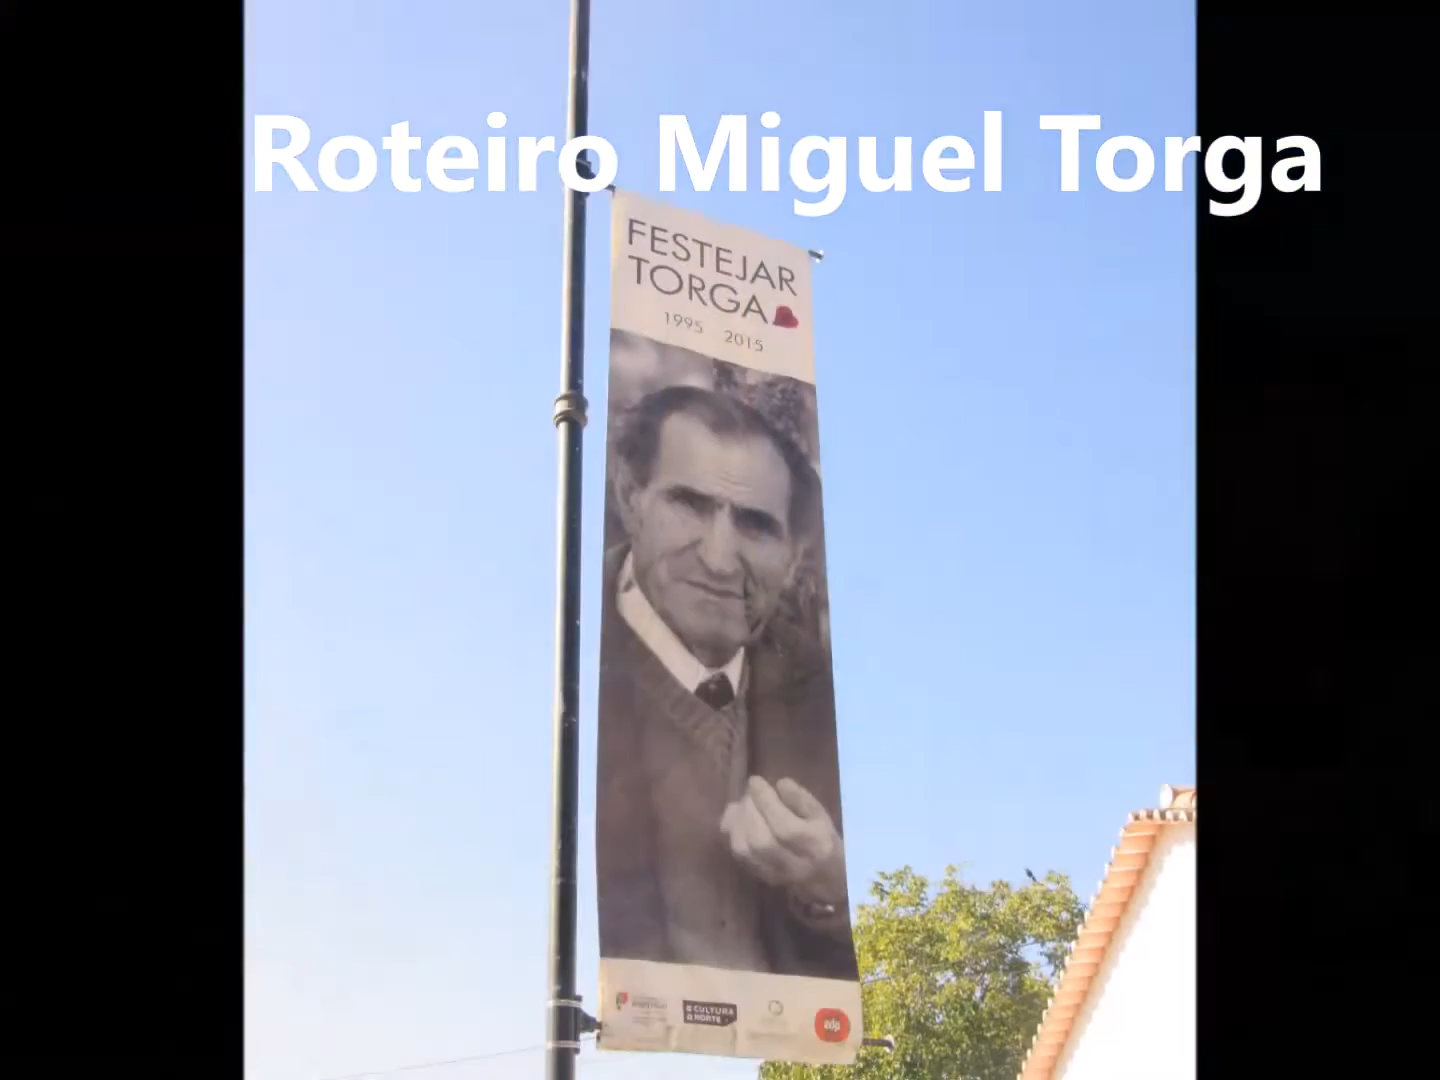 Roteiro Miguel Torga
FESTEJAR
TORGA
1995 2015
CULTURA
NORTE
edp